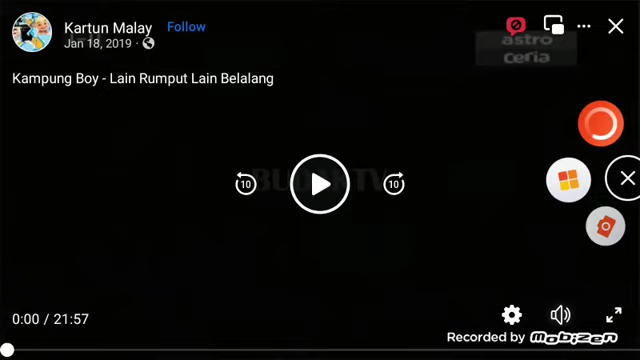 Kartun Malay Follow
Jan 18, 2019 ·
astro
ceria
Kampung Boy - Lain Rumput Lain Belalang
10 10
0:00 / 21:57
Recorded by mobizen